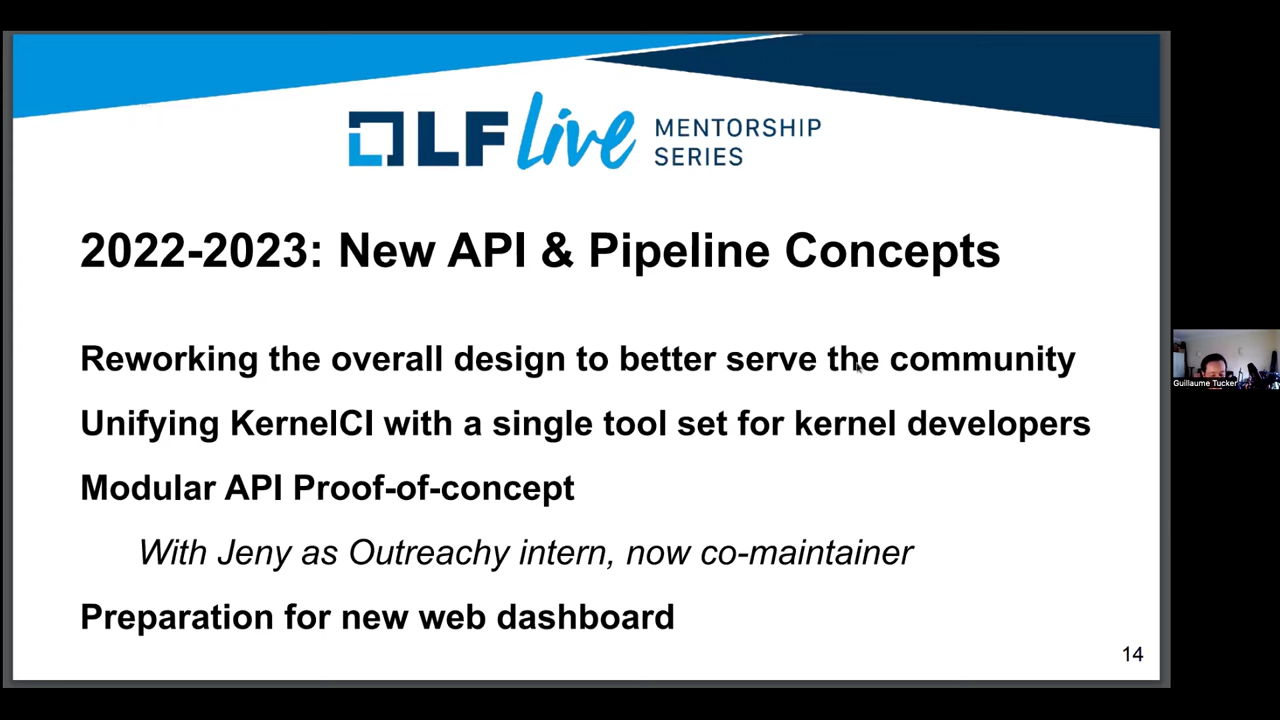 LF live MENTORSHIP
SERIES
2022-2023: New API & Pipeline Concepts
Reworking the overall design to better serve the community
Unifying KernelCI with a single tool set for kernel developers
Modular API Proof-of-concept
With Jeny as Outreachy intern, now co-maintainer
Preparation for new web dashboard
14
Guillaume Tucker